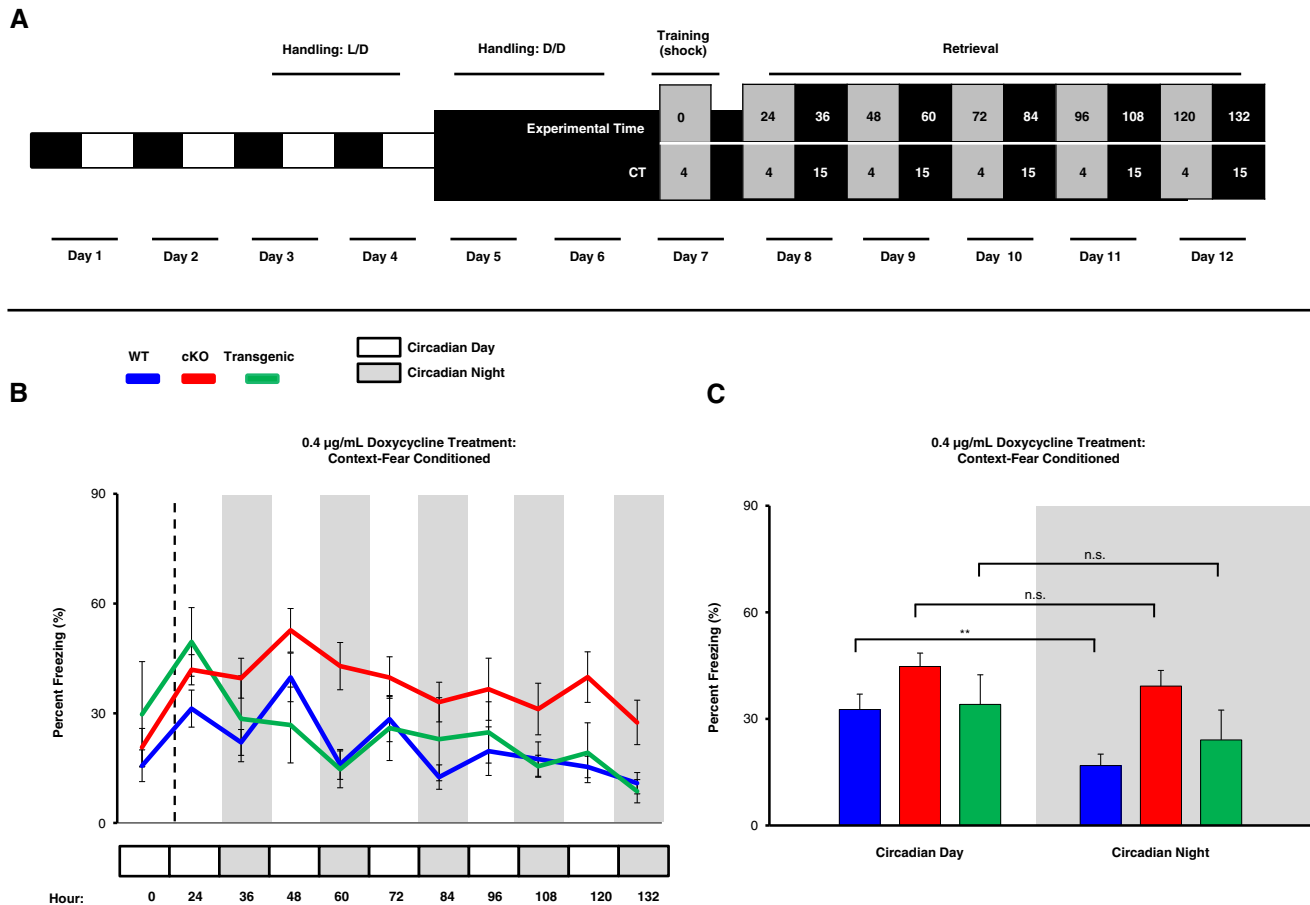 A
Handling: L/D
Handling: D/D
Training
(shock)
Retrieval
Experimental Time
0 24 36 48 60 72 84 96 108 120 132
CT
4 4 15 4 15 4 15 4 15 4 15
Day 1 Day 2 Day 3 Day 4 Day 5 Day 6 Day 7 Day 8 Day 9 Day 10 Day 11 Day 12
WT cKO Transgenic
Circadian Day
Circadian Night
B
0.4 µg/mL Doxycycline Treatment:
Context-Fear Conditioned
Percent Freezing (%)
90
60
30
0
Hour: 0 24 36 48 60 72 84 96 108 120 132
C
0.4 µg/mL Doxycycline Treatment:
Context-Fear Conditioned
Percent Freezing (%)
90
60
30
0
n.s.
n.s.
**
Circadian Day
Circadian Night